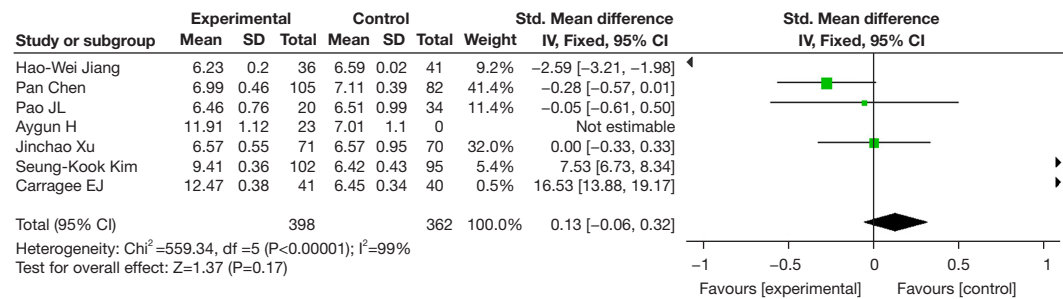 Experimental Control Std. Mean difference Std. Mean difference
Study or subgroup Mean SD Total Mean SD Total Weight IV, Fixed, 95% CI IV, Fixed, 95% CI
Hao-Wei Jiang 6.23 0.2 36 6.59 0.02 41 9.2% −2.59 [−3.21, −1.98]
Pan Chen 6.99 0.46 105 7.11 0.39 82 41.4% −0.28 [−0.57, 0.01]
Pao JL 6.46 0.76 20 6.51 0.99 34 11.4% −0.05 [−0.61, 0.50]
Aygun H 11.91 1.12 23 7.01 1.1 0 Not estimable
Jinchao Xu 6.57 0.55 71 6.57 0.95 70 32.0% 0.00 [−0.33, 0.33]
Seung-Kook Kim 9.41 0.36 102 6.42 0.43 95 5.4% 7.53 [6.73, 8.34]
Carragee EJ 12.47 0.38 41 6.45 0.34 40 0.5% 16.53 [13.88, 19.17]
Total (95% CI) 398 362 100.0% 0.13 [−0.06, 0.32]
Heterogeneity: Chi²=559.34, df =5 (P<0.00001); I²=99%
Test for overall effect: Z=1.37 (P=0.17)
−1 −0.5 0 0.5 1
Favours [experimental] Favours [control]